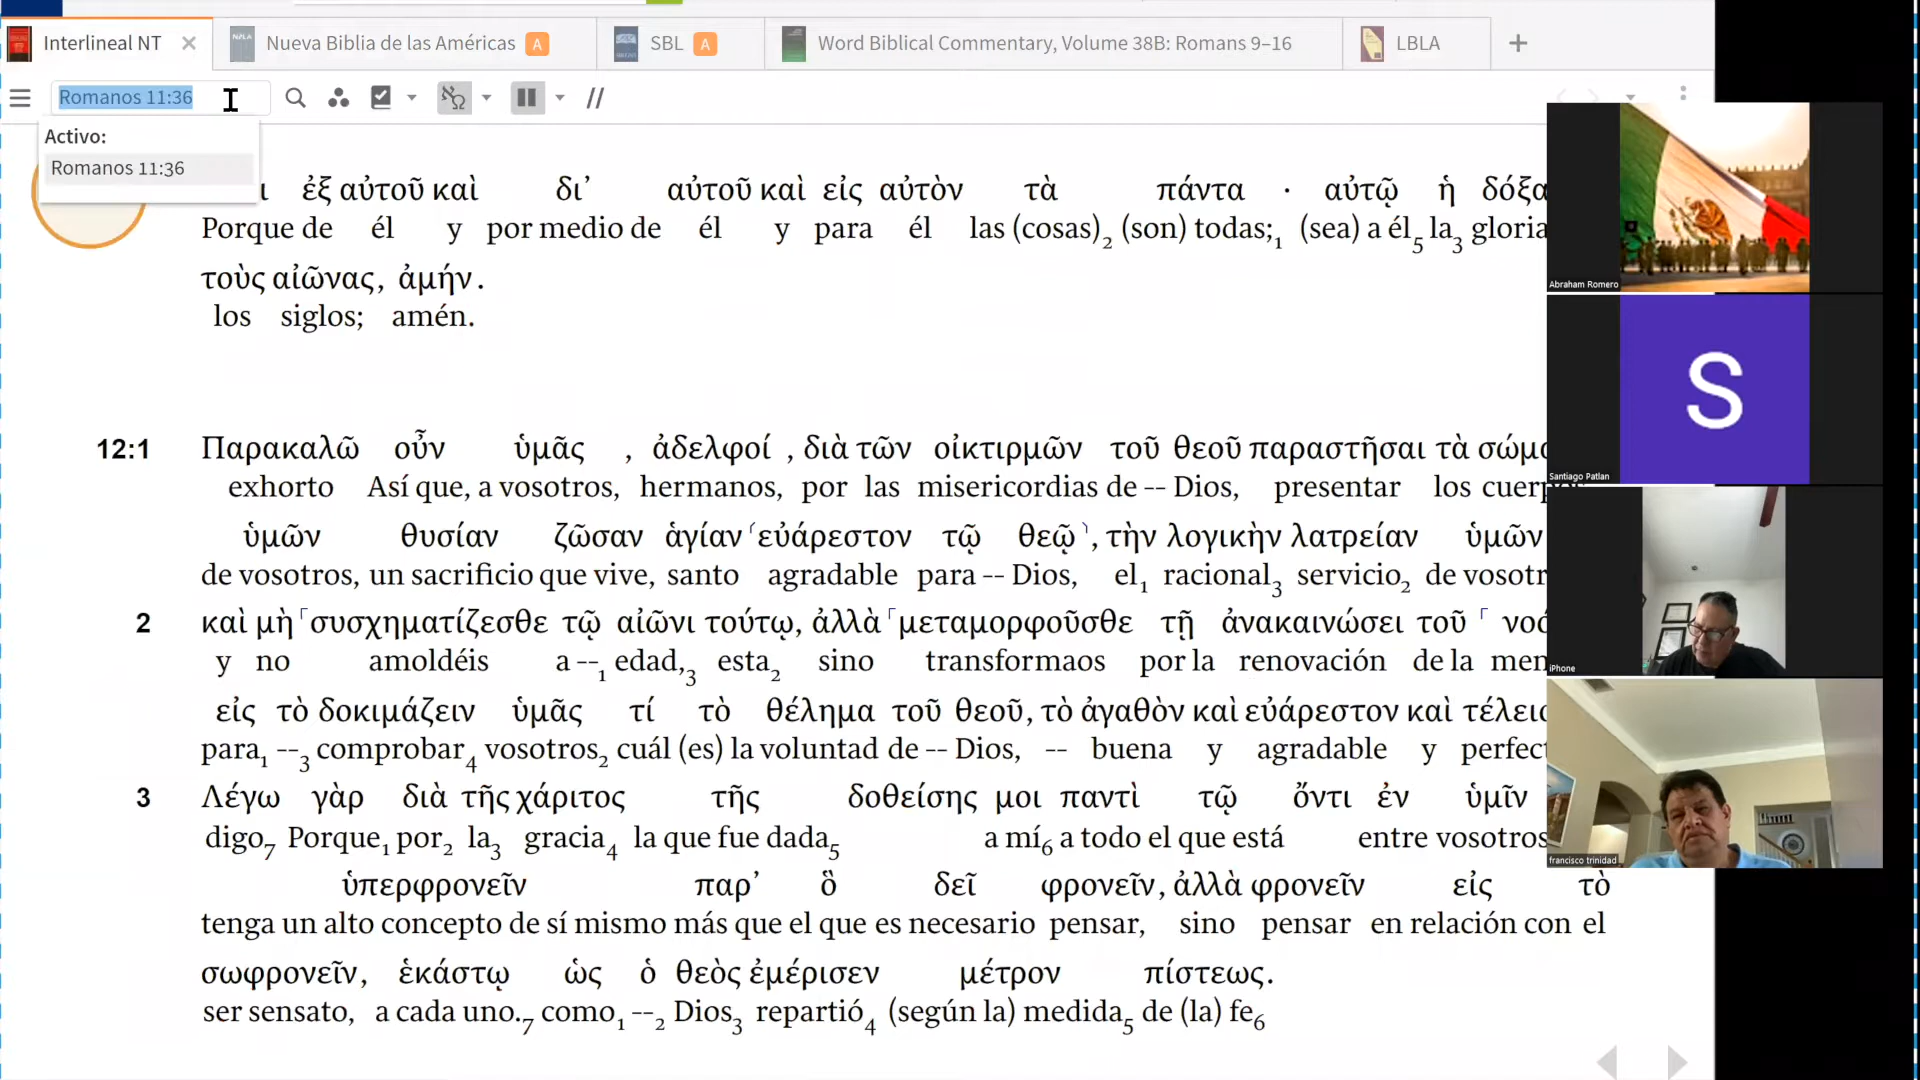 Interlineal NT
Nueva Biblia de las Américas A
SBL A
Word Biblical Commentary, Volume 38B: Romans 9–16
LBLA
Romanos 11:36
Activo:
Romanos 11:36
ἐξ αὐτοῦ καὶ δι’ αὐτοῦ καὶ εἰς αὐτὸν τὰ πάντα · αὐτῷ ἡ δόξα
Porque de él y por medio de él y para él las (cosas)₂ (son) todas;₁ (sea) a él₅ la₃ gloria
τοὺς αἰῶνας, ἀμήν.
los siglos; amén.
12:1 Παρακαλῶ οὖν ὑμᾶς , ἀδελφοί , διὰ τῶν οἰκτιρμῶν τοῦ θεοῦ παραστῆσαι τὰ
exhorto Así que, a vosotros, hermanos, por las misericordias de -- Dios, presentar los
ὑμῶν θυσίαν ζῶσαν ἁγίαν ⸂εὐάρεστον τῷ θεῷ⸃, τὴν λογικὴν λατρείαν ὑμῶν
de vosotros, un sacrificio que vive, santo agradable para -- Dios, el₁ racional₃ servicio₂ de
2 καὶ μὴ ⸀συσχηματίζεσθε τῷ αἰῶνι τούτῳ, ἀλλὰ ⸀μεταμορφοῦσθε τῇ ἀνακαινώσει τοῦ ⸀
y no amoldéis a --₁ edad,₃ esta₂ sino transformaos por la renovación de la
εἰς τὸ δοκιμάζειν ὑμᾶς τί τὸ θέλημα τοῦ θεοῦ, τὸ ἀγαθὸν καὶ εὐάρεστον καὶ
para₁ --₃ comprobar₄ vosotros₂ cuál (es) la voluntad de -- Dios, -- buena y agradable y
3 Λέγω γὰρ διὰ τῆς χάριτος τῆς δοθείσης μοι παντὶ τῷ ὄντι ἐν ὑμῖν
digo₇ Porque₁ por₂ la₃ gracia₄ la que fue dada₅ a mí₆ a todo el que está entre vosotros
ὑπερφρονεῖν παρ’ ὃ δεῖ φρονεῖν, ἀλλὰ φρονεῖν εἰς τὸ
tenga un alto concepto de sí mismo más que el que es necesario pensar, sino pensar en relación con el
σωφρονεῖν, ἑκάστῳ ὡς ὁ θεὸς ἐμέρισεν μέτρον πίστεως.
ser sensato, a cada uno.₇ como₁ --₂ Dios₃ repartió₄ (según la) medida₅ de (la) fe₆
Abraham Romero
S
Santiago Patlan
iPhone
francisco trinidad